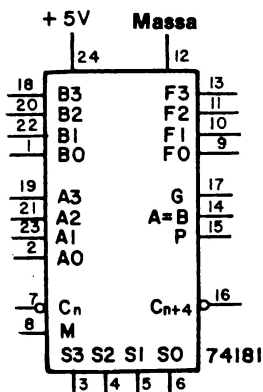 + 5V Massa
24 12
18 B3 F3 13
20 B2 F2 11
22 B1 F1 10
1 B0 F0 9
19 A3 G 17
21 A2 A=B 14
23 A1 P 15
2 A0
7 Cn Cn+4 16
8 M
S3 S2 S1 S0 74181
3 4 5 6